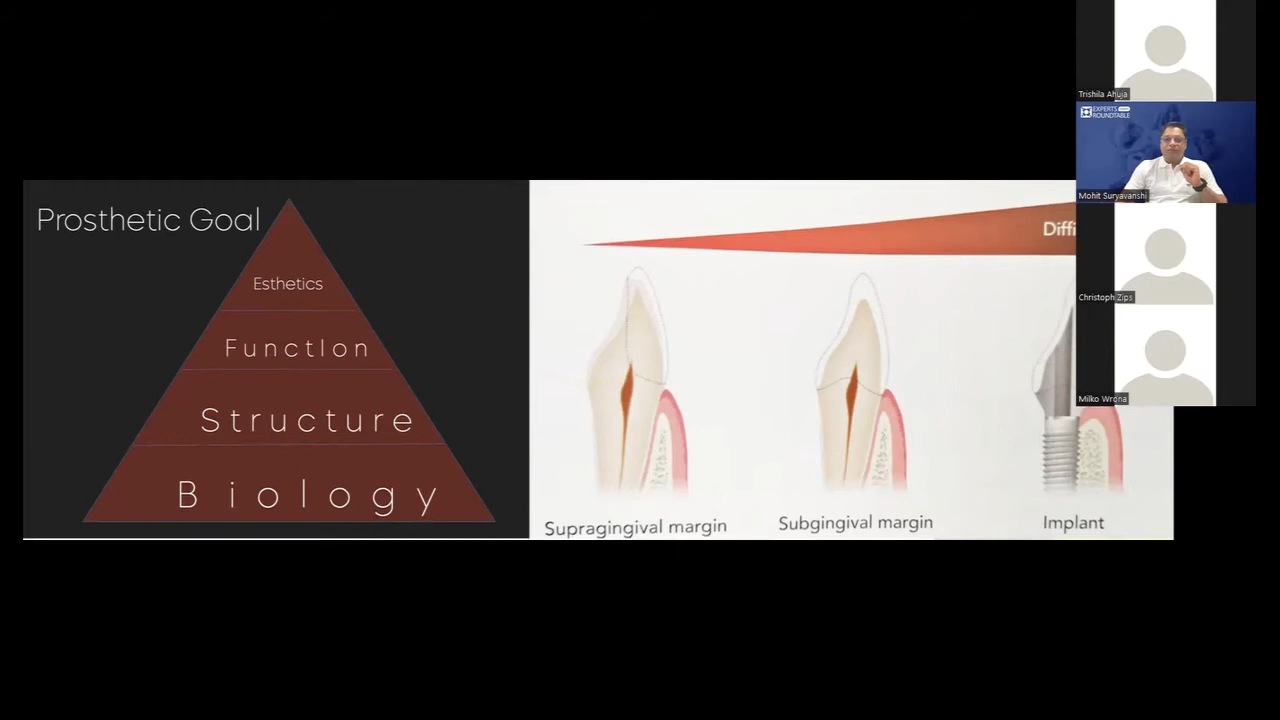 Prosthetic Goal
Esthetics
FunctIon
Structure
Biology
Supragingival margin
Subgingival margin
Implant
Trishila Ahuja
EXPERTS
ROUNDTABLE
Mohit Suryavanshi
Christoph Zips
Milko Wrona